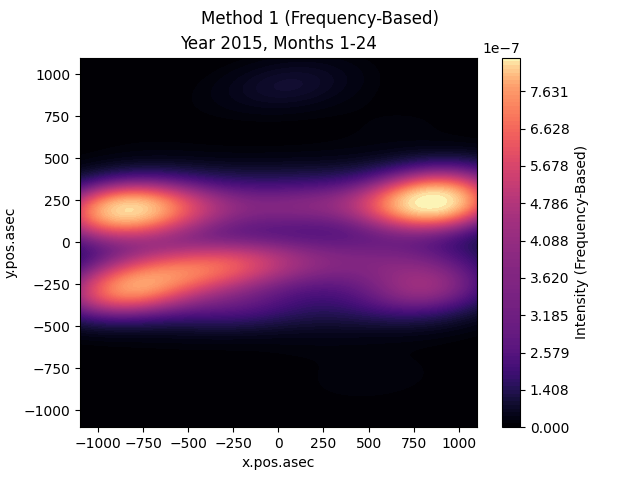 Method 1 (Frequency-Based)
Year 2015, Months 1-24
1e−7
1000
750
500
250
0
−250
−500
−750
−1000
y.pos.asec
−1000 −750 −500 −250 0 250 500 750 1000
x.pos.asec
7.631
6.628
5.678
4.786
4.088
3.620
3.185
2.579
1.408
0.000
Intensity (Frequency-Based)